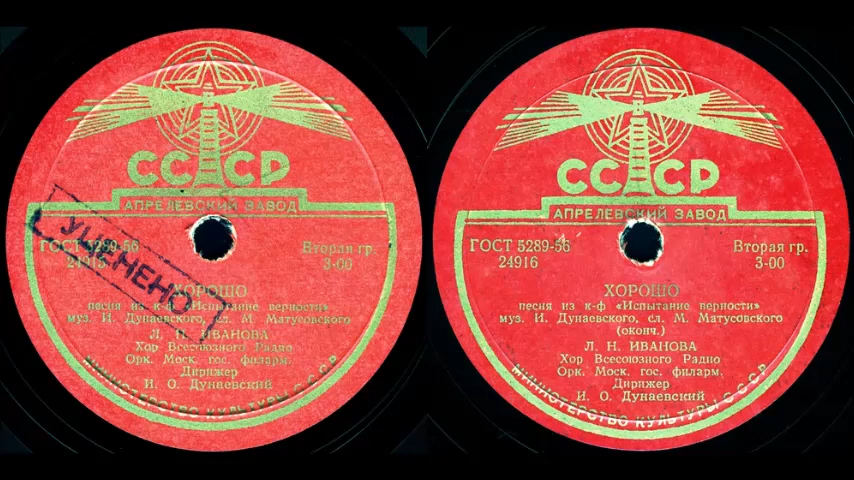 СССР
АПРЕЛЕВСКИЙ ЗАВОД
УЦЕНЕНО
ГОСТ 5289-56
24915
Вторая гр.
3-00
ХОРОШО
песня из к-ф «Испытание верности»
муз. И. Дунаевского, сл. М. Матусовского
Л. Н. ИВАНОВА
Хор Всесоюзного Радио
Орк. Моск. гос. филарм.
Дирижер
И. О. Дунаевский
МИНИСТЕРСТВО КУЛЬТУРЫ СССР
СССР
АПРЕЛЕВСКИЙ ЗАВОД
ГОСТ 5289-56
24916
Вторая гр.
3-00
ХОРОШО
песня из к-ф «Испытание верности»
муз. И. Дунаевского, сл. М. Матусовского
(оконч.)
Л. Н. ИВАНОВА
Хор Всесоюзного Радио
Орк. Моск. гос. филарм.
Дирижер
И. О. Дунаевский
МИНИСТЕРСТВО КУЛЬТУРЫ СССР